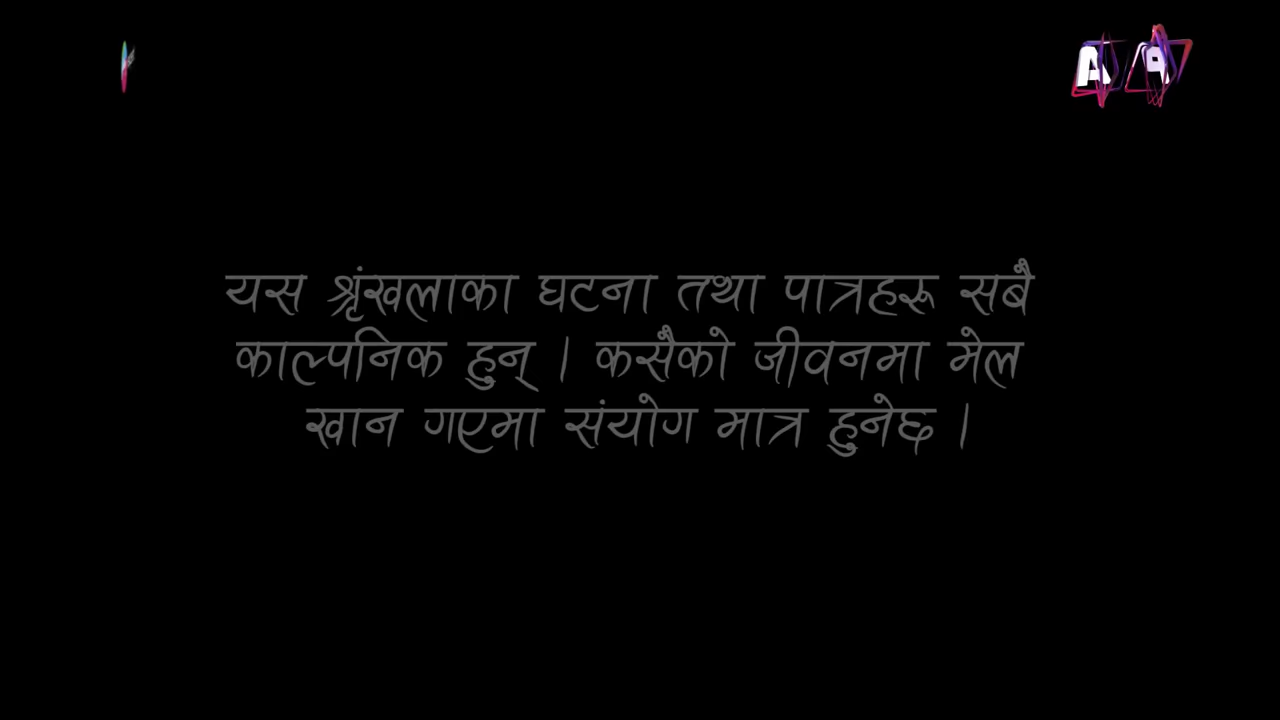 यस श्रृंखलाका घटना तथा पात्रहरू सबै
काल्पनिक हुन् ।  कसैको जीवनमा मेल
खान गएमा संयोग मात्र हुनेछ ।